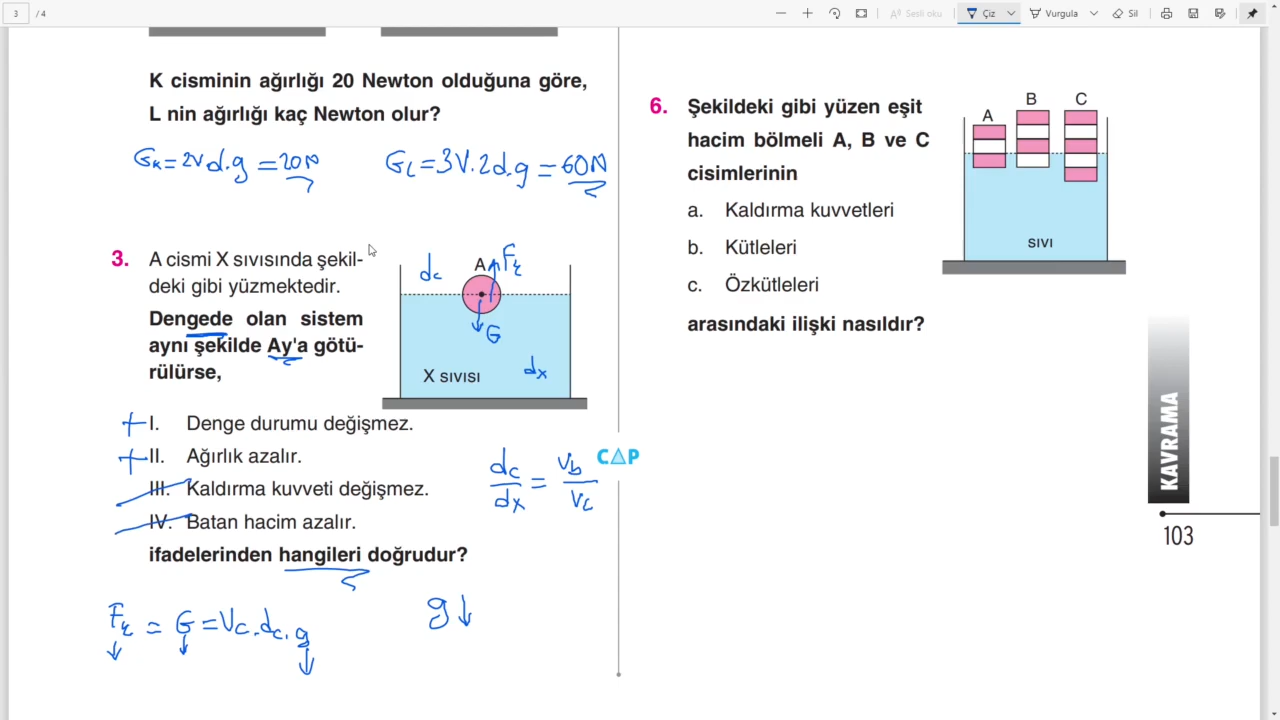 3 / 4
Sesli oku
Çiz
Vurgula
Sil
K cisminin ağırlığı 20 Newton olduğuna göre,
L nin ağırlığı kaç Newton olur?
GK = 2V d.g = 20N
GL = 3V.2d.g = 60N
3. A cismi X sıvısında şekil-
deki gibi yüzmektedir.
Dengede olan sistem
aynı şekilde Ay'a götü-
rülürse,
dc
A
Fk
G
X SIVISI
dx
I. Denge durumu değişmez.
II. Ağırlık azalır.
III. Kaldırma kuvveti değişmez.
IV. Batan hacim azalır.
ifadelerinden hangileri doğrudur?
dc/dx = Vb/Vc
CAP
Fk = G = Vc.dc.g
g↓
6. Şekildeki gibi yüzen eşit
hacim bölmeli A, B ve C
cisimlerinin
a. Kaldırma kuvvetleri
b. Kütleleri
c. Özkütleleri
arasındaki ilişki nasıldır?
A
B
C
SIVI
KAVRAMA
103